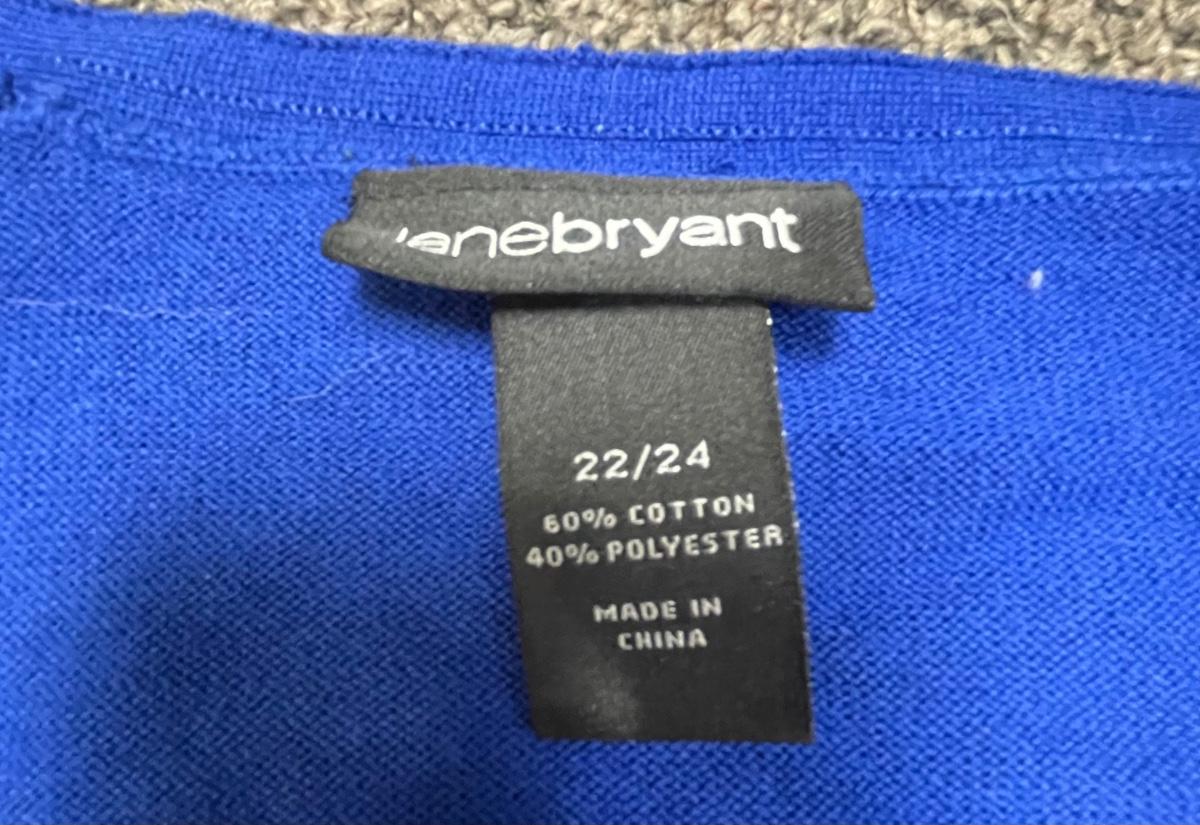 lanebryant
22/24
60% COTTON
40% POLYESTER
MADE IN
CHINA